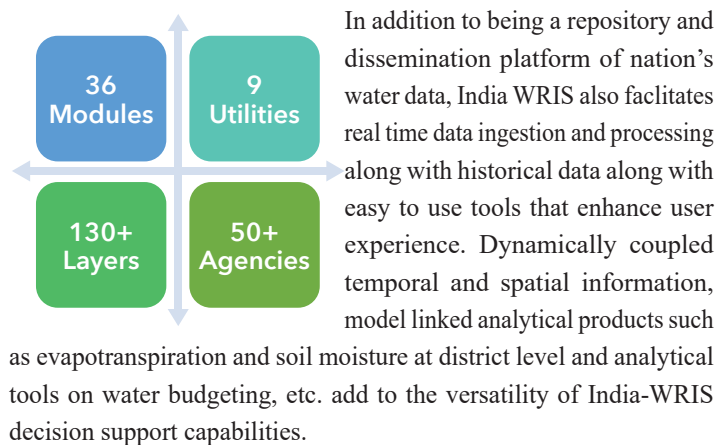 36
Modules
9
Utilities
130+
Layers
50+
Agencies
In addition to being a repository and
dissemination platform of nation’s
water data, India WRIS also faclitates
real time data ingestion and processing
along with historical data along with
easy to use tools that enhance user
experience. Dynamically coupled
temporal and spatial information,
model linked analytical products such
as evapotranspiration and soil moisture at district level and analytical
tools on water budgeting, etc. add to the versatility of India-WRIS
decision support capabilities.